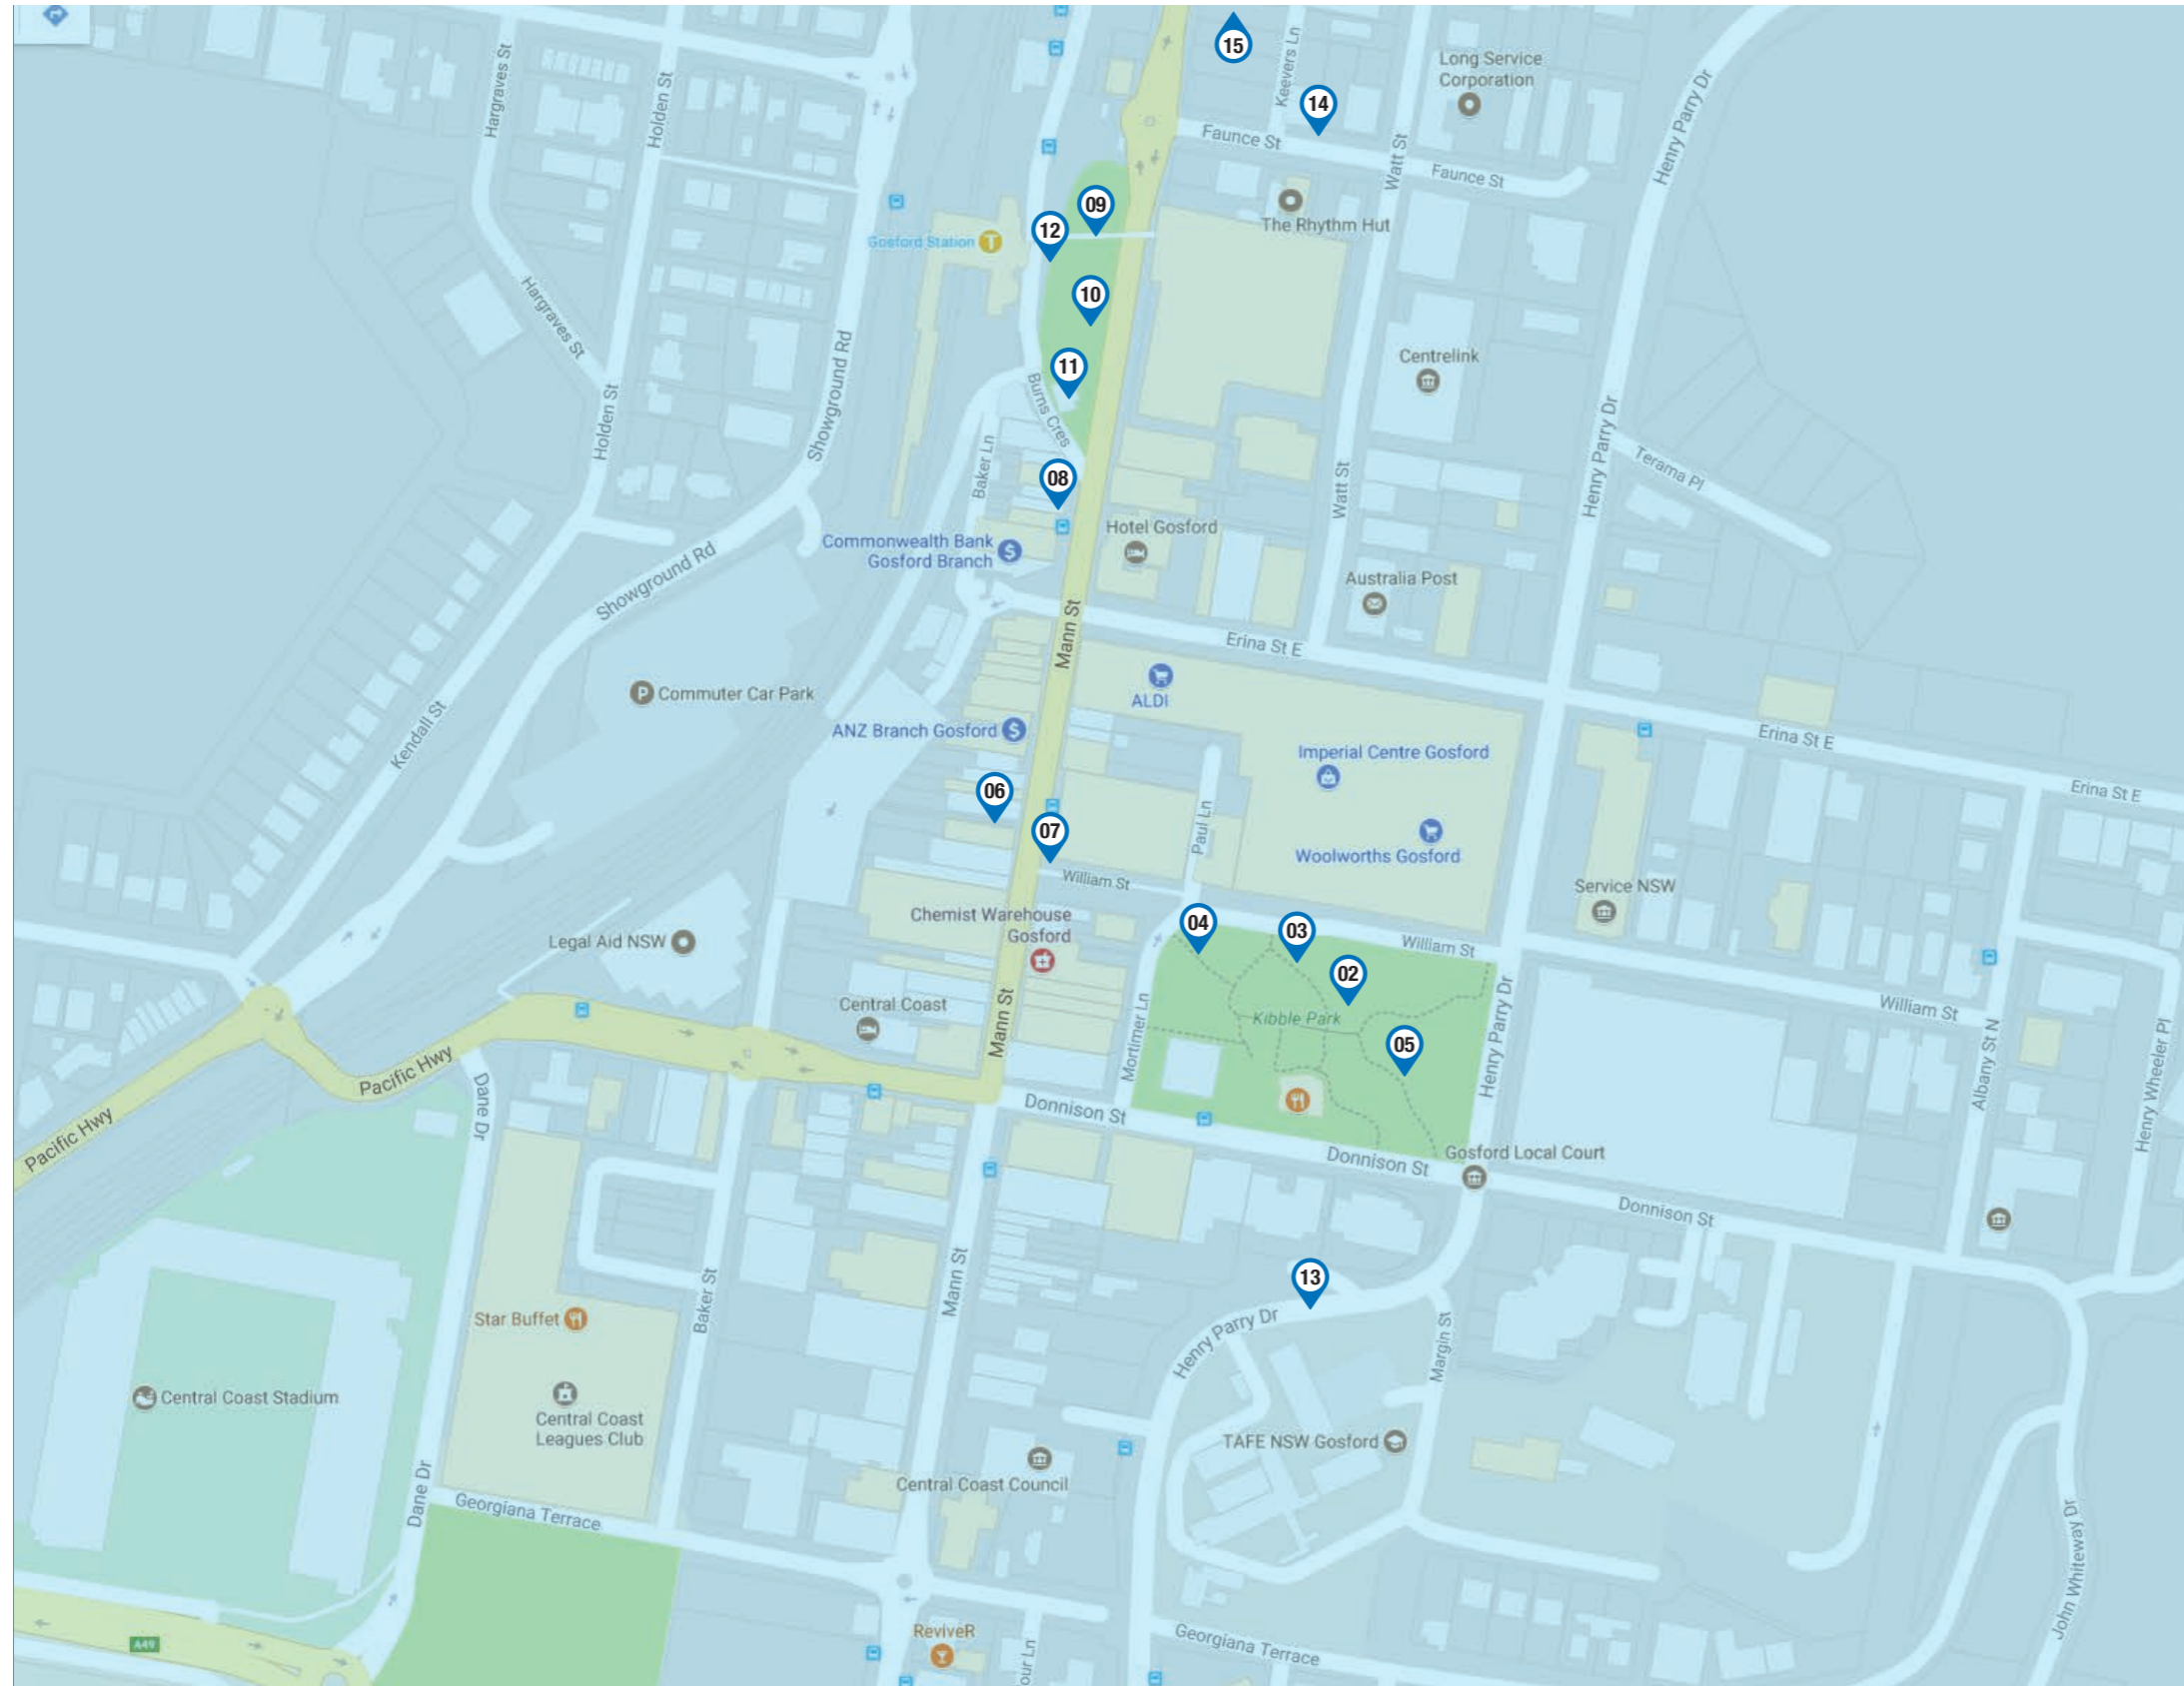 15
Keevers Ln
Long Service
Corporation
Hargraves St
Holden St
14
Henry Parry Dr
Faunce St
Watt St
Faunce St
09
The Rhythm Hut
12
Gosford Station
T
10
Hargraves St
11
Centrelink
Showground Rd
Burns Cres
Holden St
Henry Parry Dr
Baker Ln
Terama Pl
08
Watt St
Hotel Gosford
Commonwealth Bank
Gosford Branch
$
Showground Rd
Australia Post
Mann St
Erina St E
P Commuter Car Park
ALDI
Kendall St
ANZ Branch Gosford $
Imperial Centre Gosford
Erina St E
Erina St E
06
07
Paul Ln
Woolworths Gosford
William St
Service NSW
Chemist Warehouse
Gosford
04
03
William St
Legal Aid NSW
02
Central Coast
Mann St
Mortimer Ln
Kibble Park
Henry Parry Dr
William St
05
Albany St N
Henry Wheeler Pl
Pacific Hwy
Dane Dr
Donnison St
Pacific Hwy
Donnison St
Gosford Local Court
Donnison St
13
Mann St
Baker St
Star Buffet
Henry Parry Dr
Margin St
Central Coast Stadium
Central Coast
Leagues Club
TAFE NSW Gosford
Central Coast Council
Dane Dr
Georgiana Terrace
John Whiteway Dr
A49
ReviveR
our Ln
Georgiana Terrace